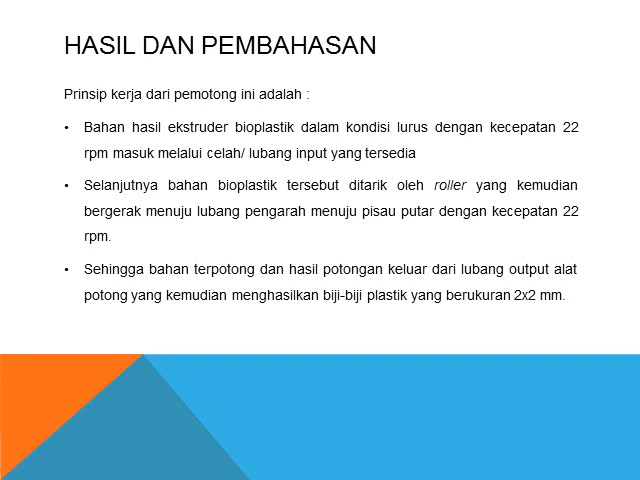 HASIL DAN PEMBAHASAN
Prinsip kerja dari pemotong ini adalah :
• Bahan hasil ekstruder bioplastik dalam kondisi lurus dengan kecepatan 22
rpm masuk melalui celah/ lubang input yang tersedia
• Selanjutnya bahan bioplastik tersebut ditarik oleh roller yang kemudian
bergerak menuju lubang pengarah menuju pisau putar dengan kecepatan 22
rpm.
• Sehingga bahan terpotong dan hasil potongan keluar dari lubang output alat
potong yang kemudian menghasilkan biji-biji plastik yang berukuran 2x2 mm.